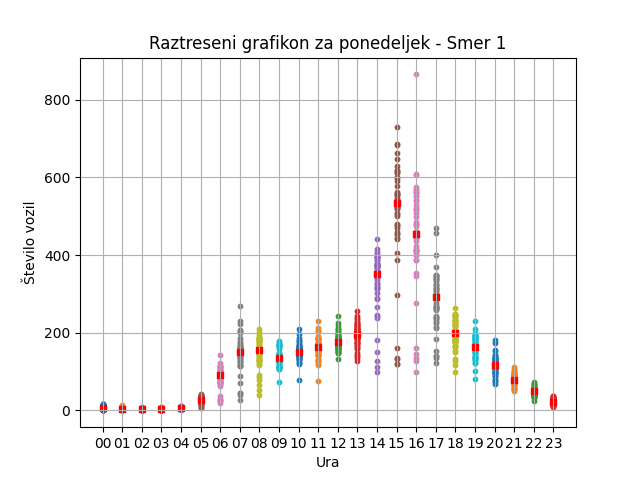 Raztreseni grafikon za ponedeljek - Smer 1
Število vozil
800
600
400
200
0
00 01 02 03 04 05 06 07 08 09 10 11 12 13 14 15 16 17 18 19 20 21 22 23
Ura